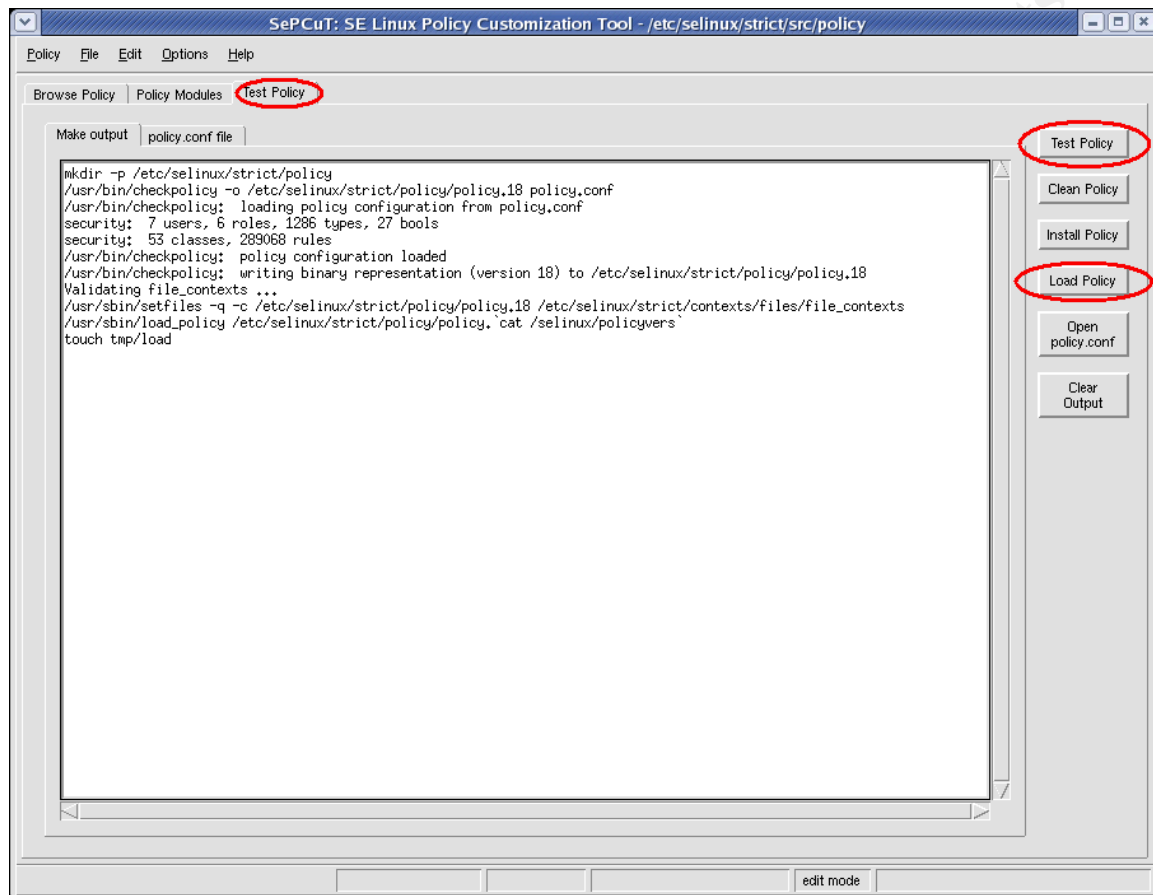 SePCuT: SE Linux Policy Customization Tool - /etc/selinux/strict/src/policy
Policy File Edit Options Help
Browse Policy Policy Modules Test Policy
Make output policy.conf file
mkdir -p /etc/selinux/strict/policy
/usr/bin/checkpolicy -o /etc/selinux/strict/policy/policy.18 policy.conf
/usr/bin/checkpolicy: loading policy configuration from policy.conf
security: 7 users, 6 roles, 1286 types, 27 bools
security: 53 classes, 289068 rules
/usr/bin/checkpolicy: policy configuration loaded
/usr/bin/checkpolicy: writing binary representation (version 18) to /etc/selinux/strict/policy/policy.18
Validating file_contexts ...
/usr/sbin/setfiles -q -c /etc/selinux/strict/policy/policy.18 /etc/selinux/strict/contexts/files/file_contexts
/usr/sbin/load_policy /etc/selinux/strict/policy/policy.`cat /selinux/policyvers`
touch tmp/load
Test Policy
Clean Policy
Install Policy
Load Policy
Open
policy.conf
Clear
Output
edit mode